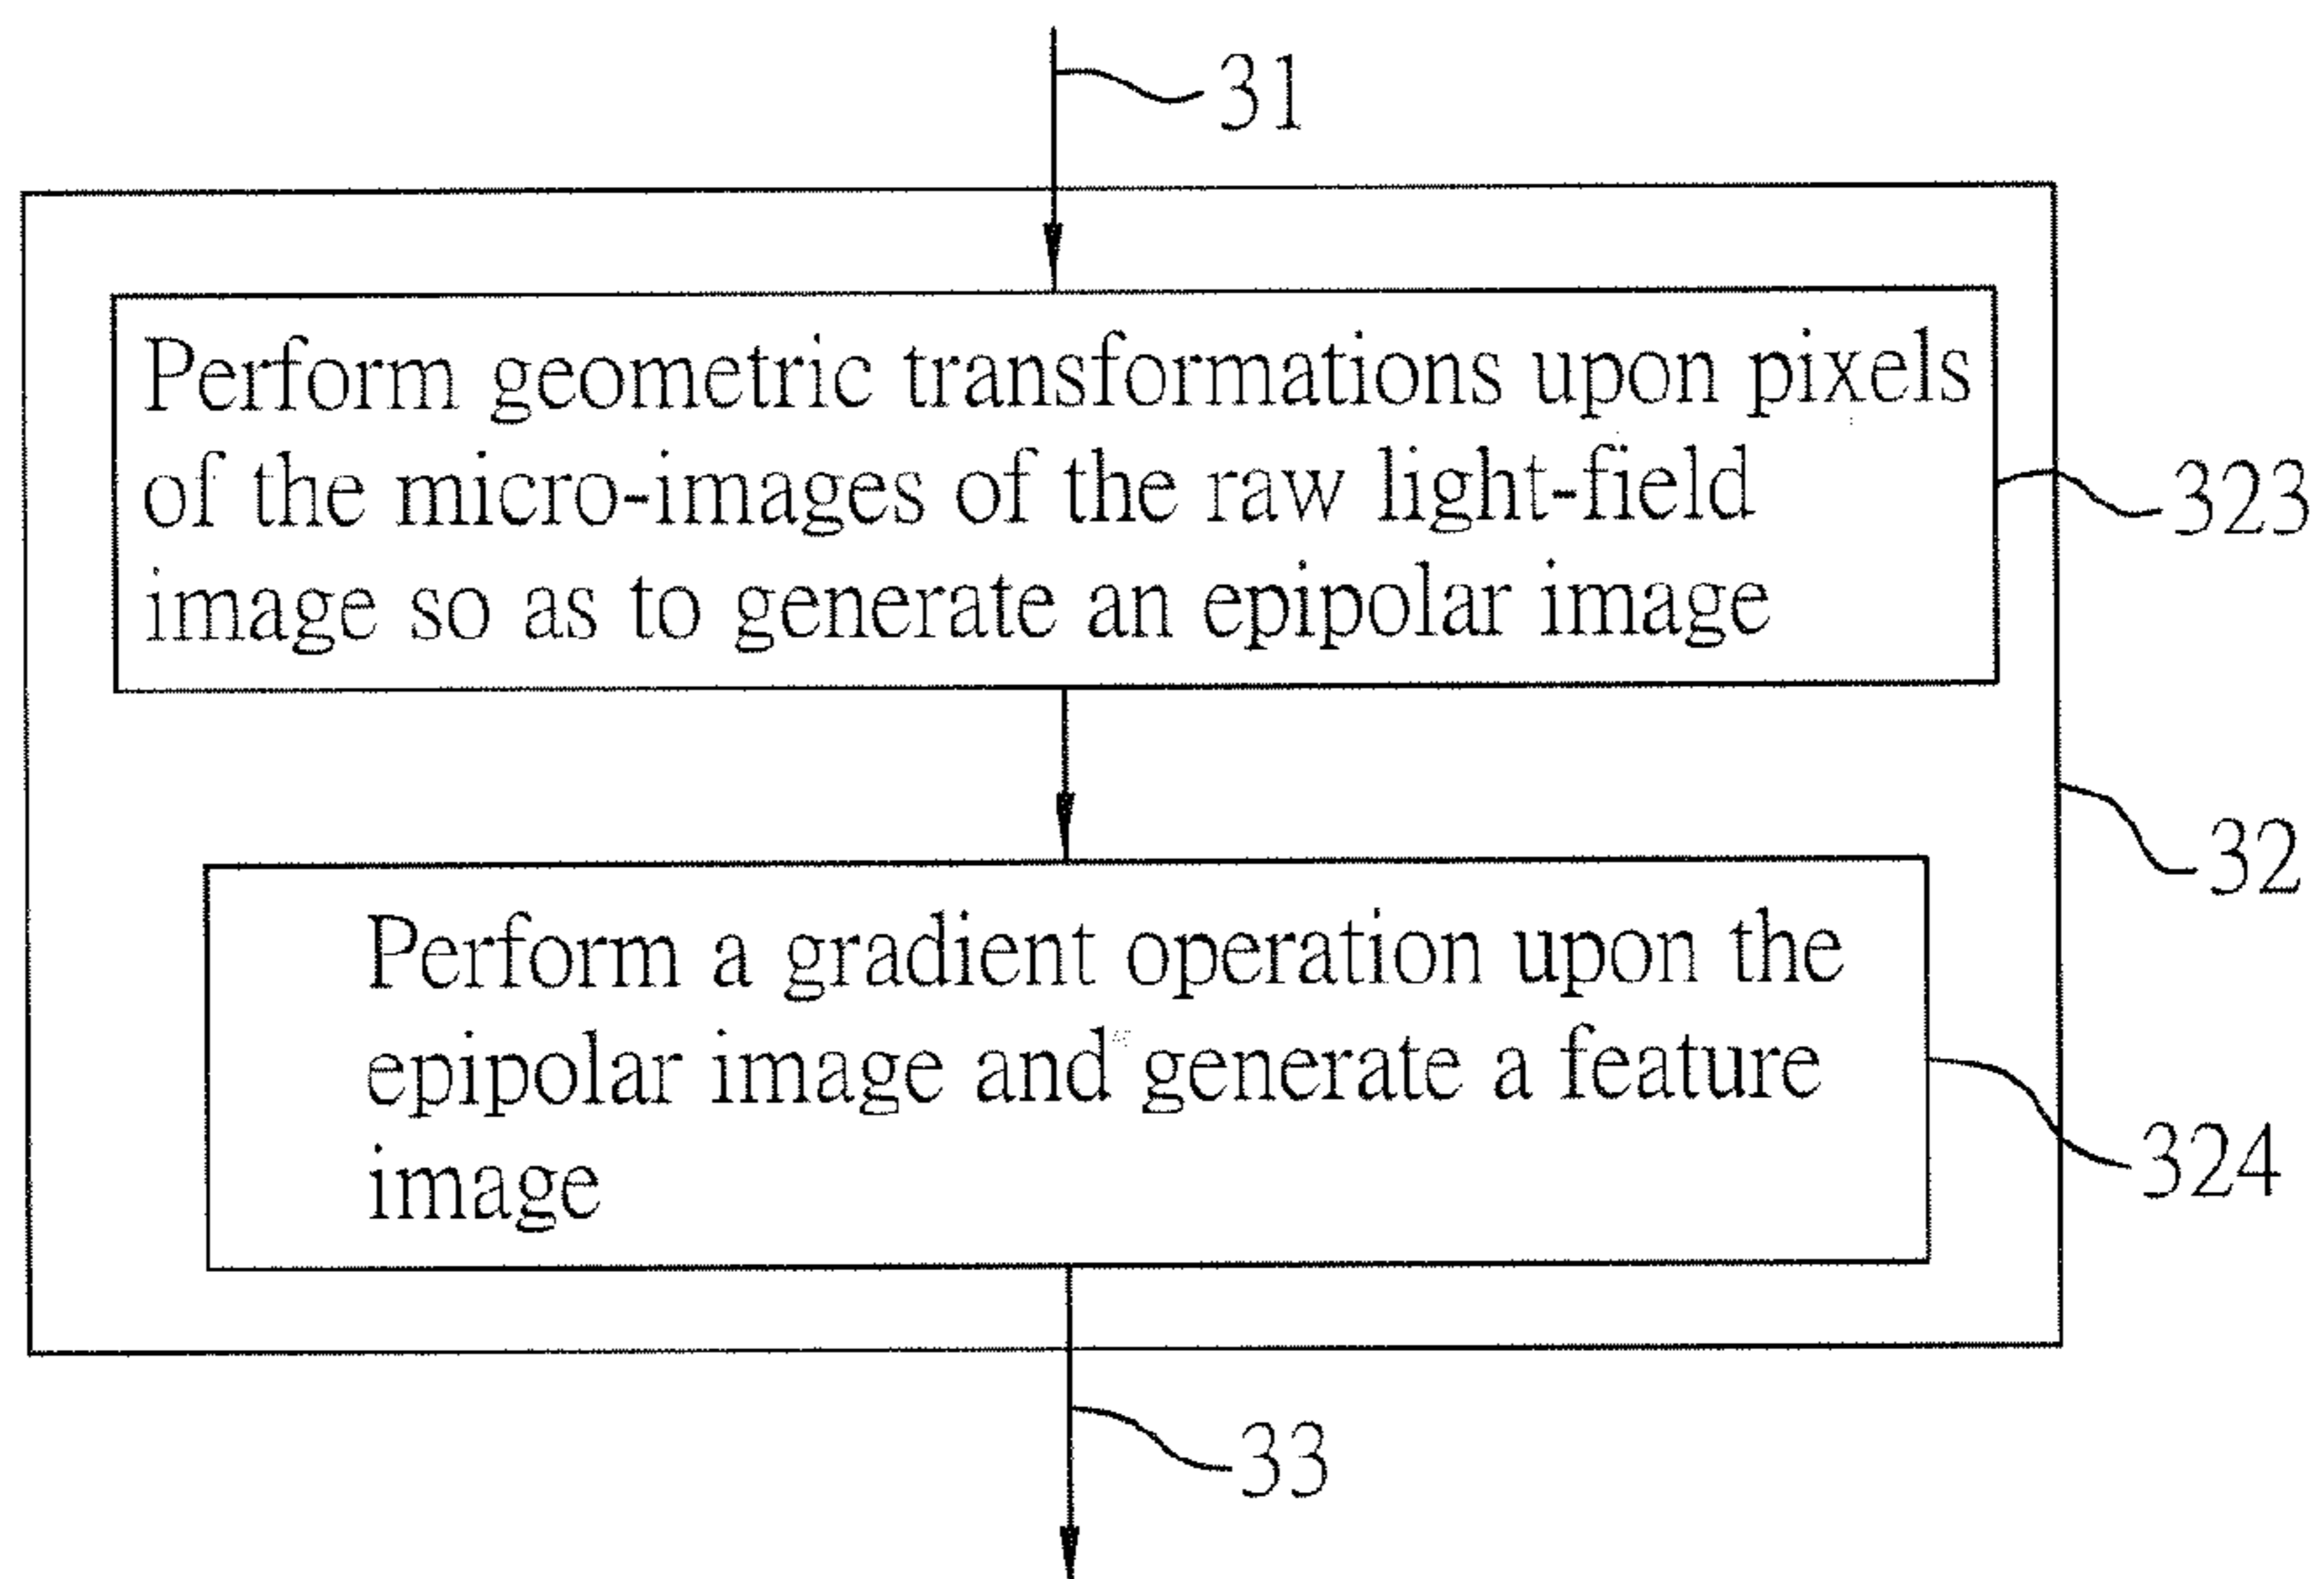 31
Perform geometric transformations upon pixels
of the micro-images of the raw light-field
image so as to generate an epipolar image
323
32
Perform a gradient operation upon the
epipolar image and generate a feature
image
324
33